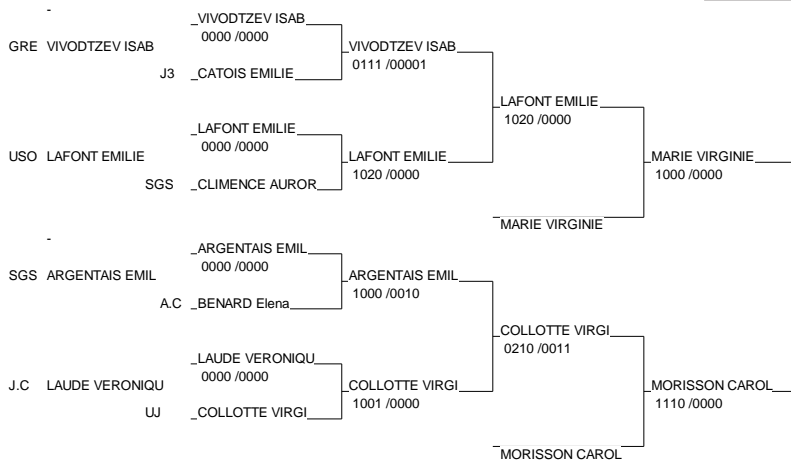 -
_VIVODTZEV ISAB
0000 /0000
GRE VIVODTZEV ISAB
VIVODTZEV ISAB
0111 /00001
J3 _CATOIS EMILIE
LAFONT EMILIE
1020 /0000
_LAFONT EMILIE
0000 /0000
USO LAFONT EMILIE
LAFONT EMILIE
1020 /0000
MARIE VIRGINIE
1000 /0000
SGS _CLIMENCE AUROR
MARIE VIRGINIE
-
_ARGENTAIS EMIL
0000 /0000
SGS ARGENTAIS EMIL
ARGENTAIS EMIL
1000 /0010
A.C _BENARD Elena
COLLOTTE VIRGI
0210 /0011
_LAUDE VERONIQU
0000 /0000
J.C LAUDE VERONIQU
COLLOTTE VIRGI
1001 /0000
MORISSON CAROL
1110 /0000
UJ _COLLOTTE VIRGI
MORISSON CAROL